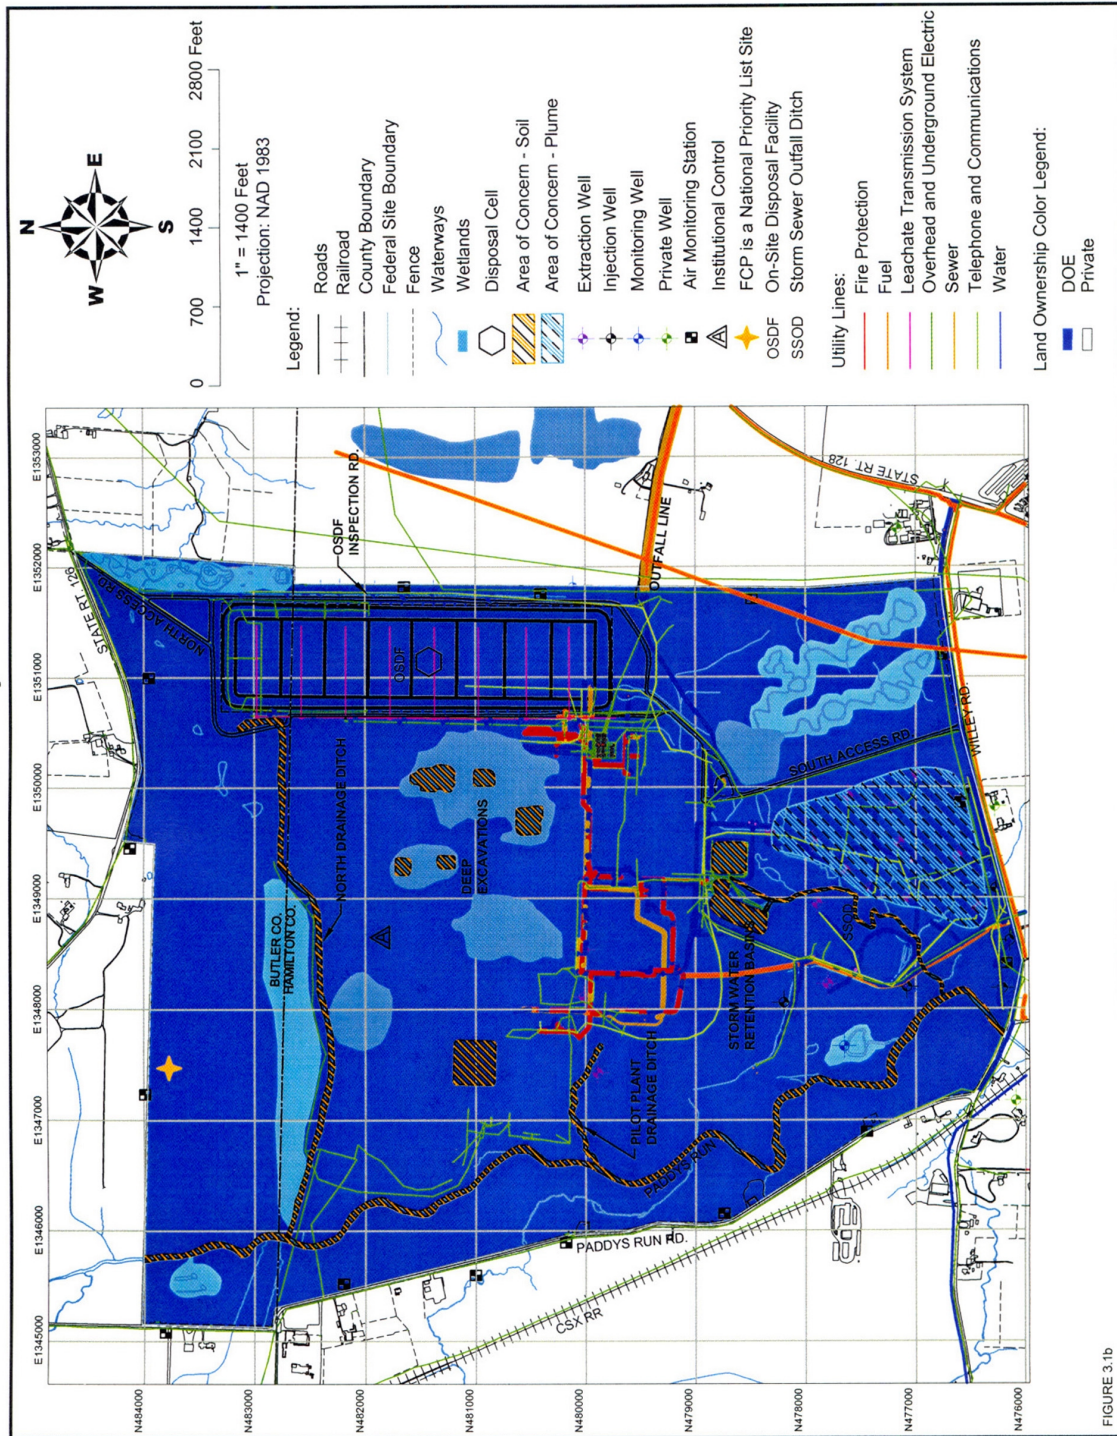 N
W
E
S
0 700 1400 2100 2800 Feet
1" = 1400 Feet
Projection: NAD 1983
Legend:
Roads
Railroad
County Boundary
Federal Site Boundary
Fence
Waterways
Wetlands
Disposal Cell
Area of Concern - Soil
Area of Concern - Plume
Extraction Well
Injection Well
Monitoring Well
Private Well
Air Monitoring Station
A Institutional Control
FCP is a National Priority List Site
OSDF On-Site Disposal Facility
SSOD Storm Sewer Outfall Ditch
Utility Lines:
Fire Protection
Fuel
Leachate Transmission System
Overhead and Underground Electric
Sewer
Telephone and Communications
Water
Land Ownership Color Legend:
DOE
Private
E1345000
E1346000
E1347000
E1348000
E1349000
E1350000
E1351000
E1352000
E1353000
N484000
N483000
N482000
N481000
N480000
N479000
N478000
N477000
N476000
STATE RT. 126
NORTH ACCESS RD.
OSDF
INSPECTION RD.
OSDF
BUTLER CO.
HAMILTON CO.
NORTH DRAINAGE DITCH
A
DEEP
EXCAVATIONS
OUTFALL LINE
PILOT PLANT
DRAINAGE DITCH
STORM WATER
RETENTION BASINS
PADDYS RUN
PADDYS RUN RD.
CSX RR
SSOD
SOUTH ACCESS RD.
WILLEY RD.
STATE RT. 128
FIGURE 3.1b